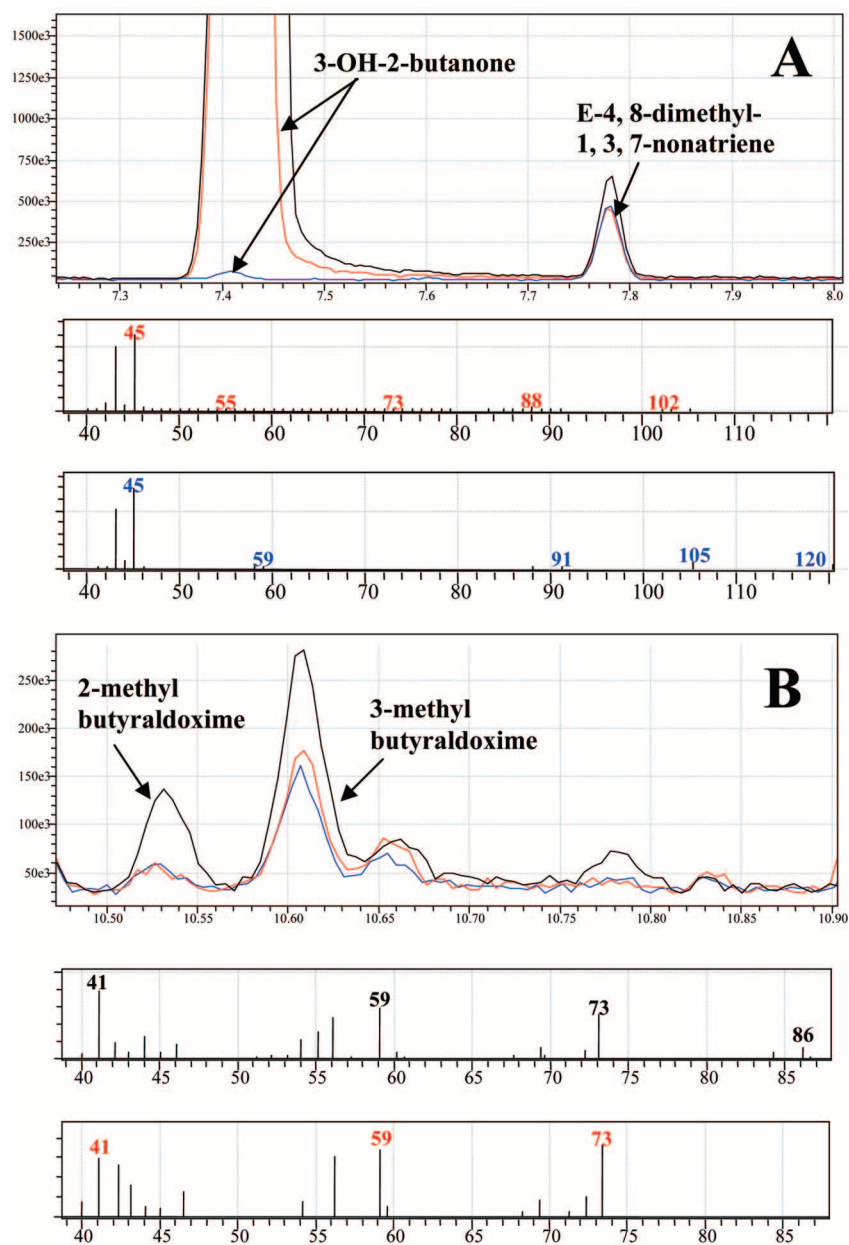 A
3-OH-2-butanone
E-4, 8-dimethyl-
1, 3, 7-nonatriene
1500e3
1250e3
1000e3
750e3
500e3
250e3
7.3 7.4 7.5 7.6 7.7 7.8 7.9 8.0
45 55 73 88 102
40 50 60 70 80 90 100 110
45 59 91 105 120
40 50 60 70 80 90 100 110
B
2-methyl
butyraldoxime
3-methyl
butyraldoxime
250e3
200e3
150e3
100e3
50e3
10.50 10.55 10.60 10.65 10.70 10.75 10.80 10.85 10.90
41 59 73 86
40 45 50 55 60 65 70 75 80 85
41 59 73
40 45 50 55 60 65 70 75 80 85